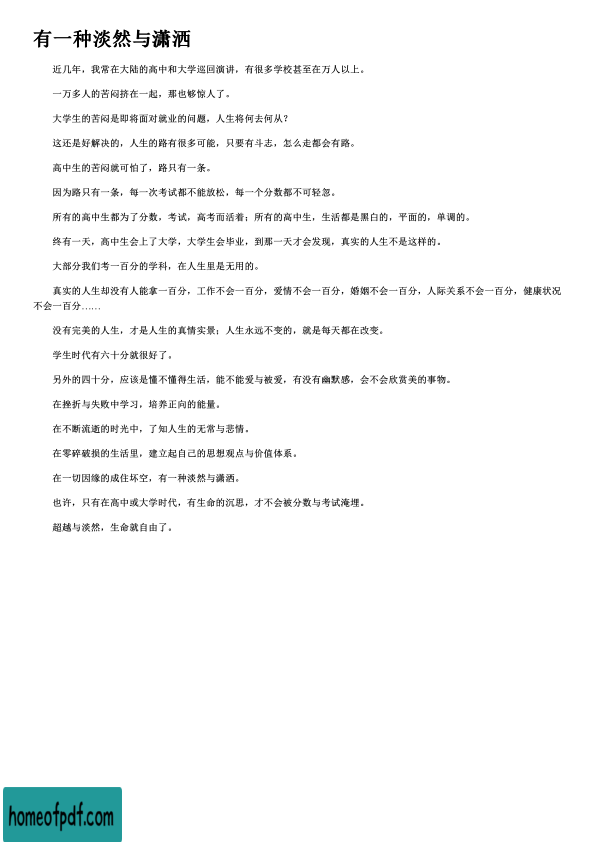 有一种淡然与潇洒
近几年，我常在大陆的高中和大学巡回演讲，有很多学校甚至在万人以上。
一万多人的苦闷挤在一起，那也够惊人了。
大学生的苦闷是即将面对就业的问题，人生将何去何从？
这还是好解决的，人生的路有很多可能，只要有斗志，怎么走都会有路。
高中生的苦闷就可怕了，路只有一条。
因为路只有一条，每一次考试都不能放松，每一个分数都不可轻忽。
所有的高中生都为了分数，考试，高考而活着；所有的高中生，生活都是黑白的，平面的，单调的。
终有一天，高中生会上了大学，大学生会毕业，到那一天才会发现，真实的人生不是这样的。
大部分我们考一百分的学科，在人生里是无用的。
真实的人生却没有人能拿一百分，工作不会一百分，爱情不会一百分，婚姻不会一百分，人际关系不会一百分，健康状况
不会一百分……
没有完美的人生，才是人生的真情实景；人生永远不变的，就是每天都在改变。
学生时代有六十分就很好了。
另外的四十分，应该是懂不懂得生活，能不能爱与被爱，有没有幽默感，会不会欣赏美的事物。
在挫折与失败中学习，培养正向的能量。
在不断流逝的时光中，了知人生的无常与悲情。
在零碎破损的生活里，建立起自己的思想观点与价值体系。
在一切因缘的成住坏空，有一种淡然与潇洒。
也许，只有在高中或大学时代，有生命的沉思，才不会被分数与考试淹埋。
超越与淡然，生命就自由了。
homeofpdf.com